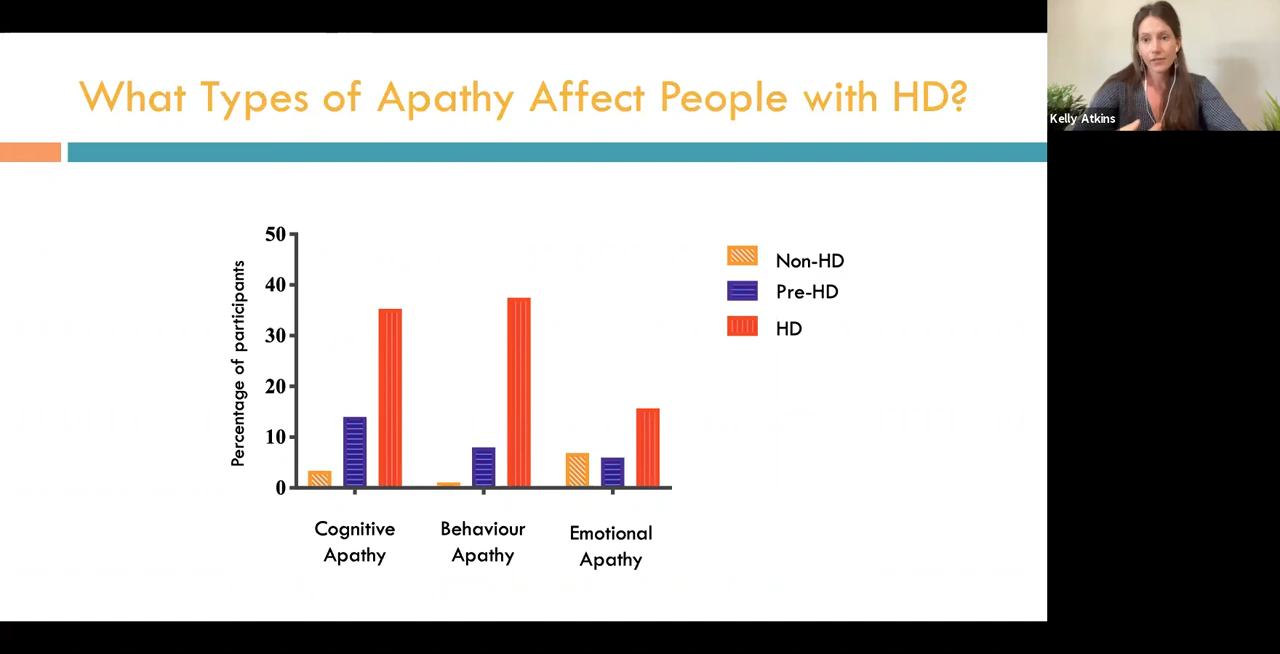 What Types of Apathy Affect People with HD?
Kelly Atkins
Percentage of participants
50
40
30
20
10
0
Non-HD
Pre-HD
HD
Cognitive
Apathy
Behaviour
Apathy
Emotional
Apathy